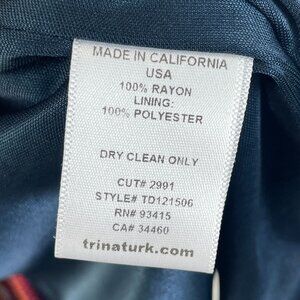 MADE IN CALIFORNIA
USA
100% RAYON
LINING:
100% POLYESTER
DRY CLEAN ONLY
CUT# 2991
STYLE# TD121506
RN# 93415
CA# 34460
trinaturk.com